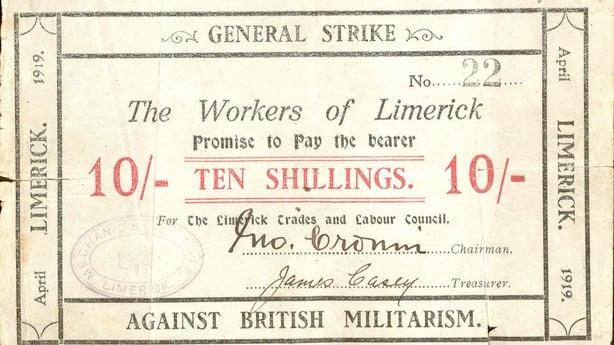 GENERAL STRIKE
No......22....
The Workers of Limerick
Promise to Pay the bearer
10/- TEN SHILLINGS. 10/-
For The Limerick Trades and Labour Council.
Jno. Cronin Chairman.
James Casey Treasurer.
AGAINST BRITISH MILITARISM.
April LIMERICK. 1919.
April LIMERICK. 1919.
MECHANICS
LIMERICK.